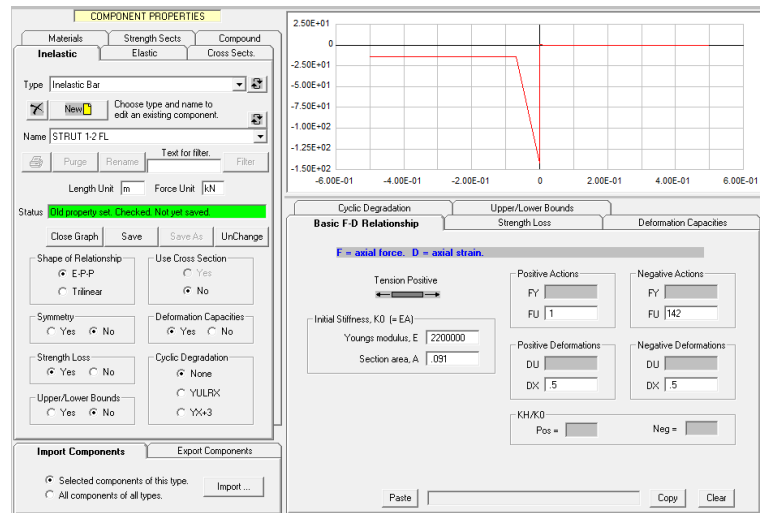 COMPONENT PROPERTIES
Materials Strength Sects Compound
Inelastic Elastic Cross Sects.
Type Inelastic Bar
New Choose type and name to
edit an existing component.
Name STRUT 1-2 FL
Text for filter.
Purge Rename Filter
Length Unit m Force Unit kN
Status Old property set. Checked. Not yet saved.
Close Graph Save Save As UnChange
Shape of Relationship
E-P-P
Trilinear
Use Cross Section
Yes
No
Symmetry
Yes No
Deformation Capacities
Yes No
Strength Loss
Yes No
Cyclic Degradation
None
YULRX
YX+3
Upper/Lower Bounds
Yes No
Import Components Export Components
Selected components of this type.
All components of all types.
Import ...
2.50E+01
0
-2.50E+01
-5.00E+01
-7.50E+01
-1.00E+02
-1.25E+02
-1.50E+02
-6.00E-01 -4.00E-01 -2.00E-01 0 2.00E-01 4.00E-01 6.00E-01
Cyclic Degradation Upper/Lower Bounds
Basic F-D Relationship Strength Loss Deformation Capacities
F = axial force. D = axial strain.
Tension Positive
Initial Stiffness, K0 (= EA)
Youngs modulus, E 2200000
Section area, A .091
Positive Actions
FY
FU 1
Negative Actions
FY
FU 142
Positive Deformations
DU
DX .5
Negative Deformations
DU
DX .5
KH/K0
Pos = Neg =
Paste Copy Clear